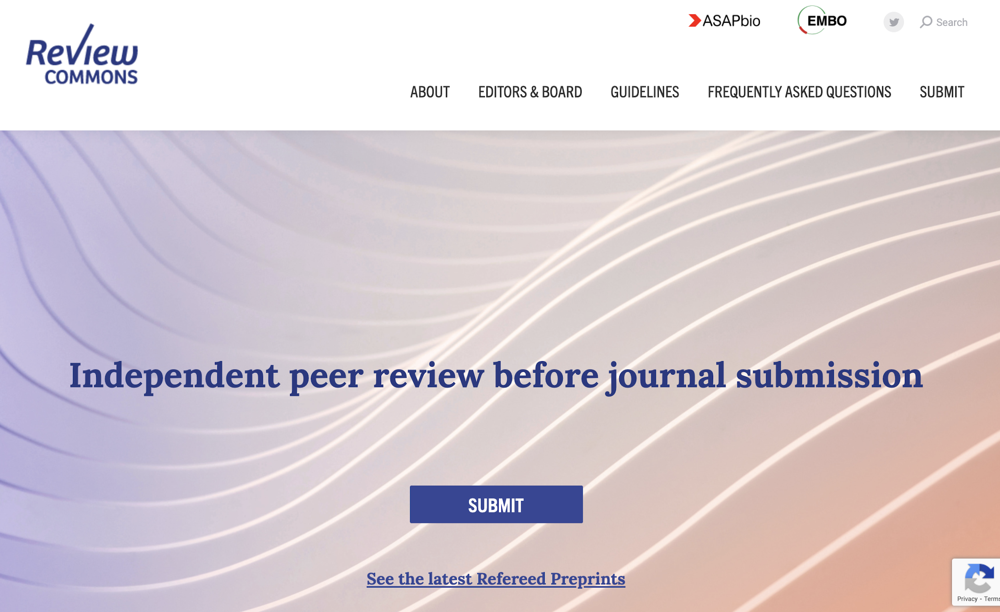 ASAPbio
EMBO
Search
Review
COMMONS
ABOUT
EDITORS & BOARD
GUIDELINES
FREQUENTLY ASKED QUESTIONS
SUBMIT
Independent peer review before journal submission
SUBMIT
See the latest Refereed Preprints
Privacy - Terms